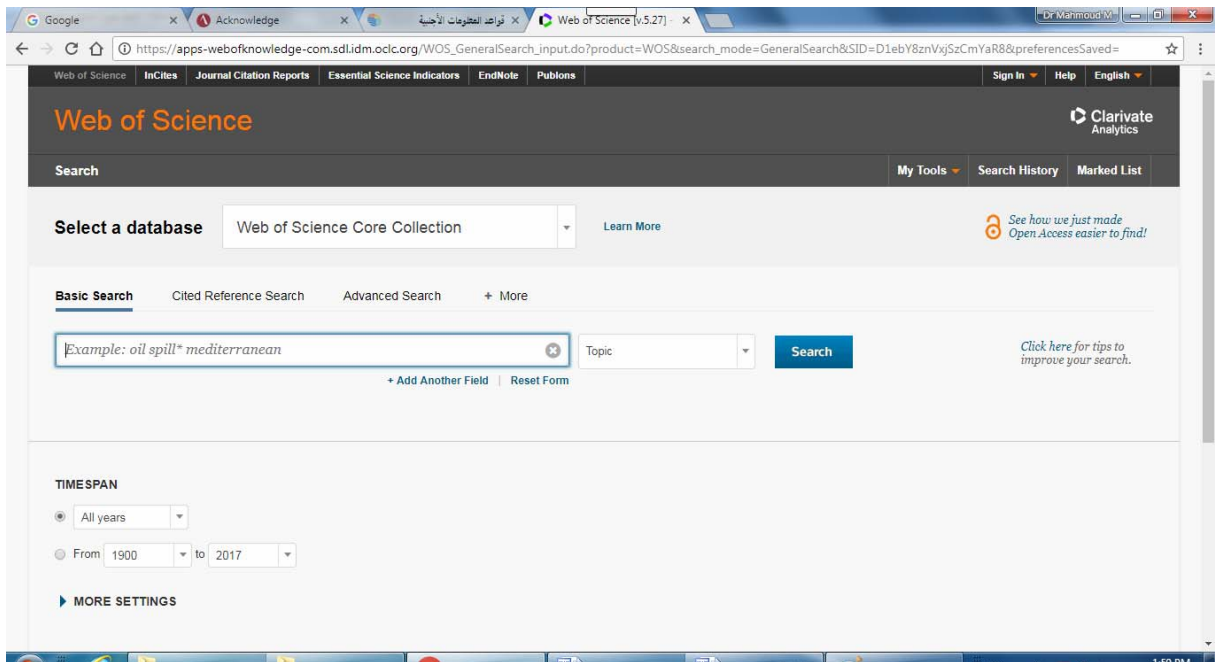 Google
Acknowledge
قواعد المعلومات الأجنبية
Web of Science [v.5.27] -
Dr Mahmoud M
https://apps-webofknowledge-com.sdl.idm.oclc.org/WOS_GeneralSearch_input.do?product=WOS&search_mode=GeneralSearch&SID=D1ebY8znVxjSzCmYaR8&preferencesSaved=
Web of Science InCites Journal Citation Reports Essential Science Indicators EndNote Publons Sign In Help English
Web of Science
Clarivate
Analytics
Search My Tools Search History Marked List
Select a database Web of Science Core Collection Learn More
See how we just made
Open Access easier to find!
Basic Search Cited Reference Search Advanced Search + More
Example: oil spill* mediterranean Topic Search
Click here for tips to
improve your search.
+ Add Another Field | Reset Form
TIMESPAN
All years
From 1900 to 2017
MORE SETTINGS
1:50 PM